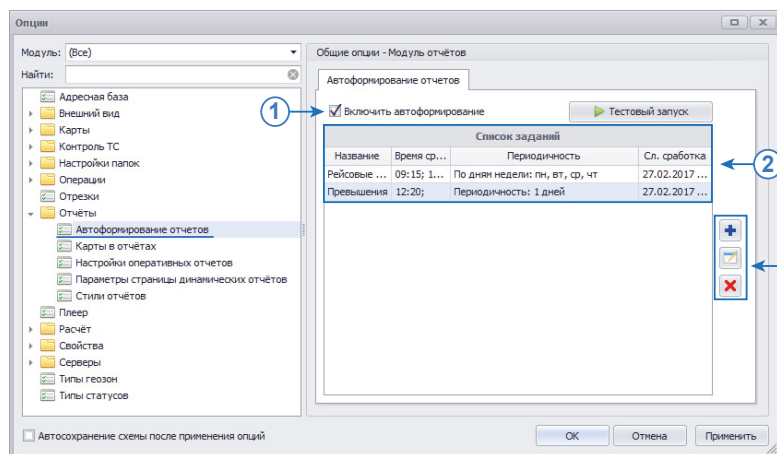 Опции
Модуль: (Все)
Найти:
Адресная база
Внешний вид
Карты
Контроль ТС
Настройки папок
Операции
Отрезки
Отчёты
Автоформирование отчетов
Карты в отчётах
Настройки оперативных отчетов
Параметры страницы динамических отчётов
Стили отчётов
Плеер
Расчёт
Свойства
Серверы
Типы геозон
Типы статусов
Общие опции - Модуль отчётов
Автоформирование отчетов
1
Включить автоформирование
Тестовый запуск
Список заданий
Название Время ср... Периодичность Сл. сработка
Рейсовые ... 09:15; 1... По дням недели: пн, вт, ср, чт 27.02.2017 ...
Превышения 12:20; Периодичность: 1 дней 27.02.2017 ...
2
Автосохранение схемы после применения опций
ОК Отмена Применить